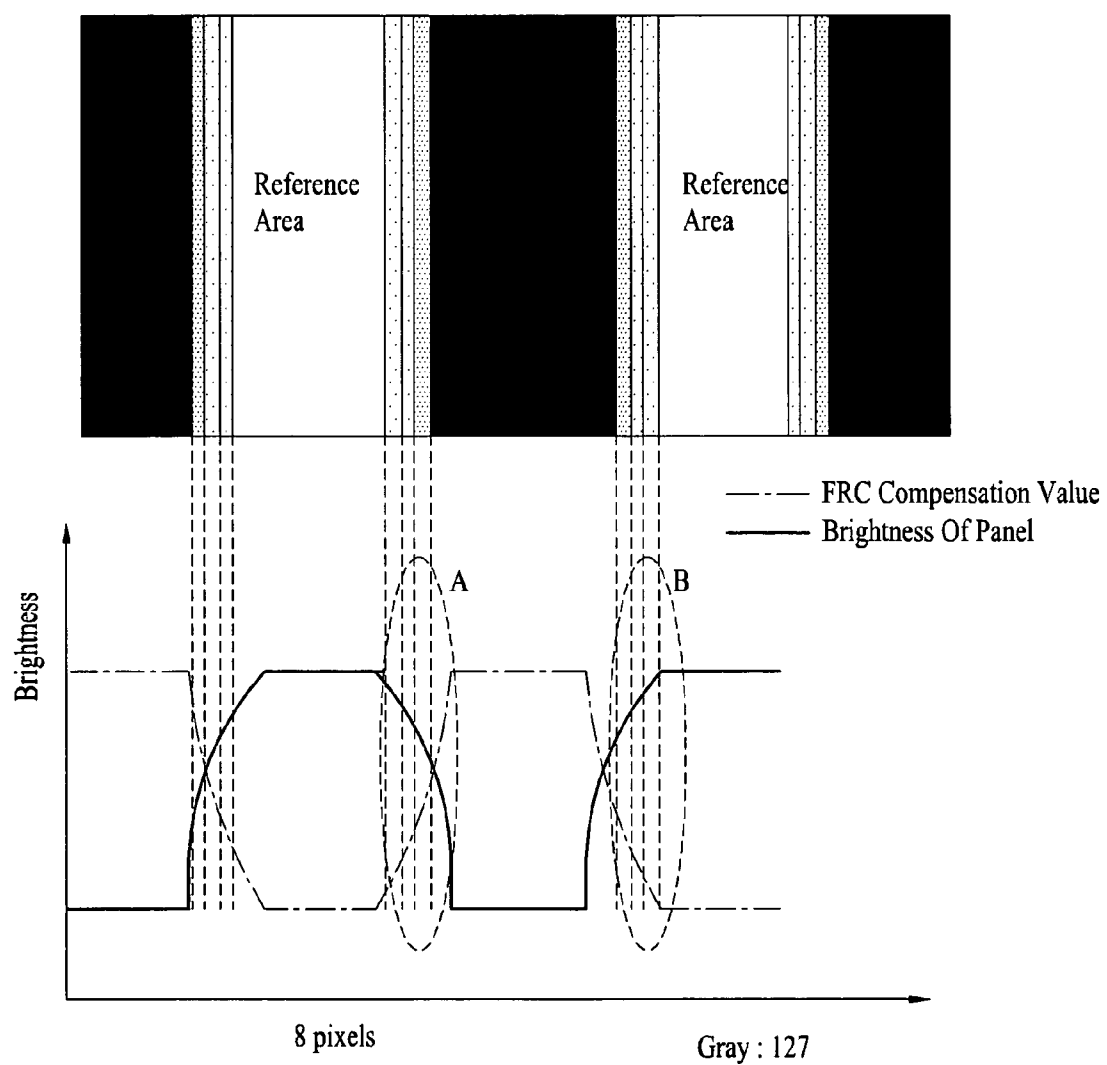 Reference
Area
Reference
Area
FRC Compensation Value
Brightness Of Panel
A
B
Brightness
8 pixels
Gray : 127